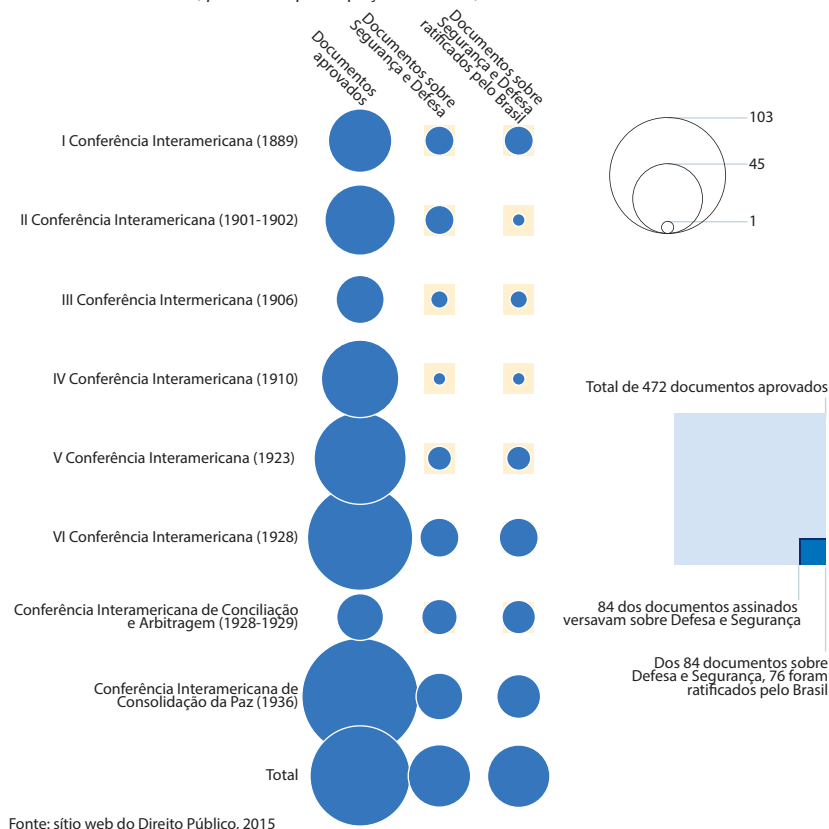 Documentos
aprovados
Documentos sobre
Segurança e Defesa
Documentos sobre
Segurança e Defesa
ratificados pelo Brasil
I Conferência Interamericana (1889)
II Conferência Interamericana (1901-1902)
III Conferência Intermericana (1906)
IV Conferência Interamericana (1910)
V Conferência Interamericana (1923)
VI Conferência Interamericana (1928)
Conferência Interamericana de Conciliação
e Arbitragem (1928-1929)
Conferência Interamericana de
Consolidação da Paz (1936)
Total
103
45
1
Total de 472 documentos aprovados
84 dos documentos assinados
versavam sobre Defesa e Segurança
Dos 84 documentos sobre
Defesa e Segurança, 76 foram
ratificados pelo Brasil
Fonte: sítio web do Direito Público, 2015